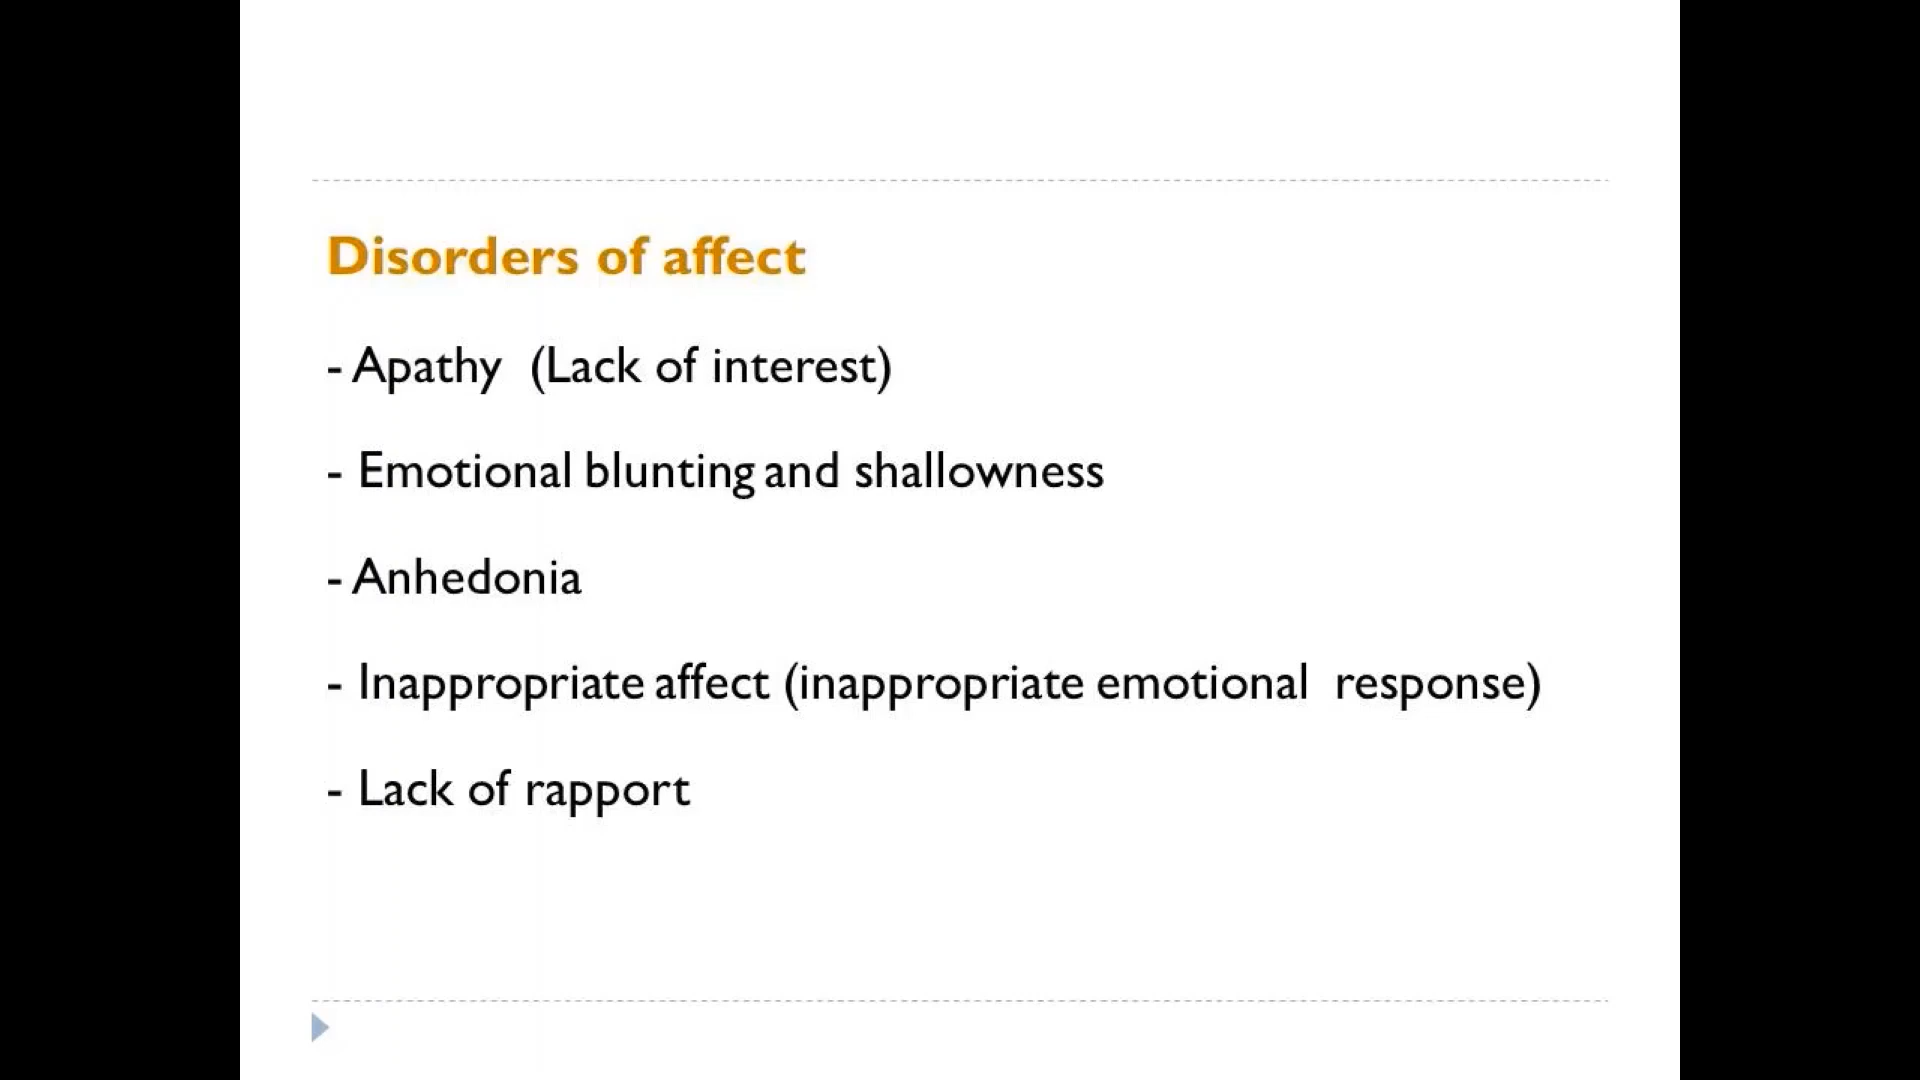 Disorders of affect
- Apathy  (Lack of interest)
- Emotional blunting and shallowness
- Anhedonia
- Inappropriate affect (inappropriate emotional  response)
- Lack of rapport